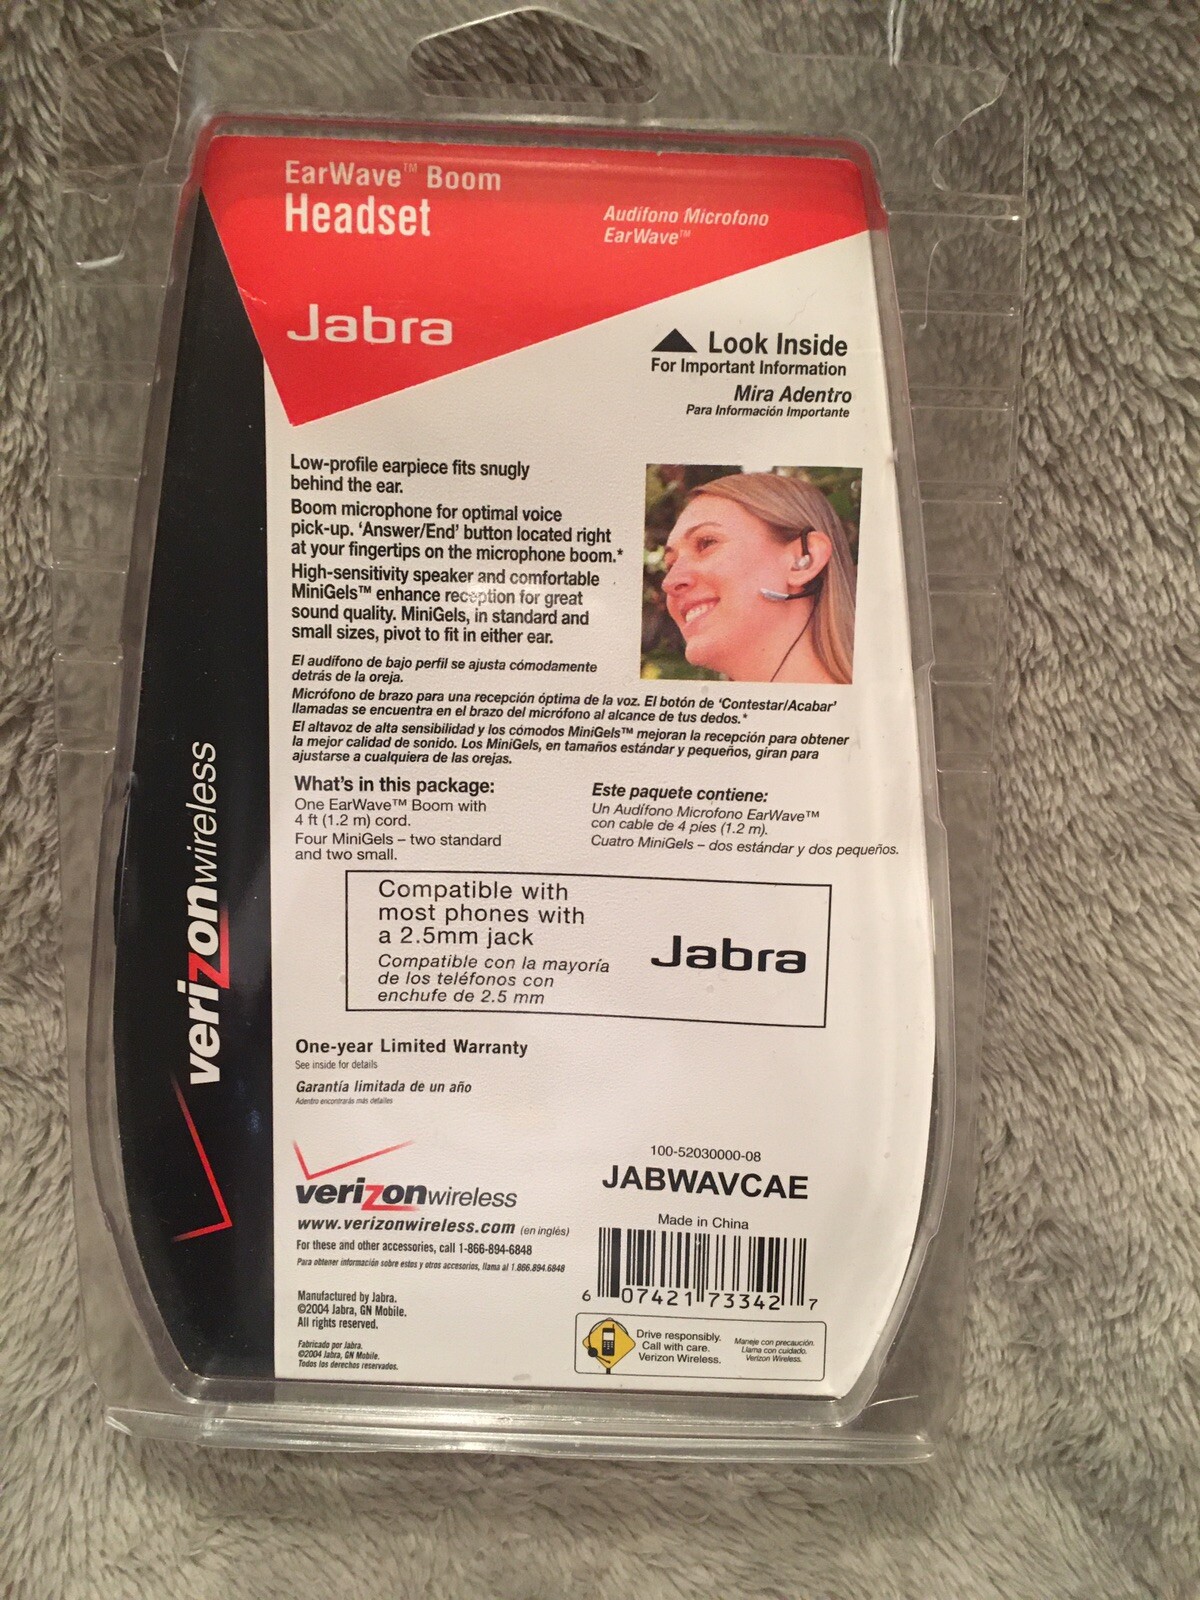 EarWave™ Boom
Headset
Audífono Microfono
EarWave™
Jabra
Look Inside
For Important Information
Mira Adentro
Para Información Importante
Low-profile earpiece fits snugly
behind the ear.
Boom microphone for optimal voice
pick-up. ‘Answer/End’ button located right
at your fingertips on the microphone boom.*
High-sensitivity speaker and comfortable
MiniGels™ enhance reception for great
sound quality. MiniGels, in standard and
small sizes, pivot to fit in either ear.
El audífono de bajo perfil se ajusta cómodamente
detrás de la oreja.
Micrófono de brazo para una recepción óptima de la voz. El botón de ‘Contestar/Acabar’
llamadas se encuentra en el brazo del micrófono al alcance de tus dedos.*
El altavoz de alta sensibilidad y los cómodos MiniGels™ mejoran la recepción para obtener
la mejor calidad de sonido. Los MiniGels, en tamaños estándar y pequeños, giran para
ajustarse a cualquiera de las orejas.
What's in this package:
One EarWave™ Boom with
4 ft (1.2 m) cord.
Four MiniGels – two standard
and two small.
Este paquete contiene:
Un Audífono Microfono EarWave™
con cable de 4 pies (1.2 m).
Cuatro MiniGels – dos estándar y dos pequeños.
Compatible with
most phones with
a 2.5mm jack
Compatible con la mayoría
de los teléfonos con
enchufe de 2.5 mm
Jabra
One-year Limited Warranty
See inside for details
Garantía limitada de un año
Adentro encontrarás más detalles
verizonwireless
verizonwireless
www.verizonwireless.com (en inglés)
For these and other accessories, call 1-866-894-6848
Para obtener información sobre estos y otros accesorios, llama al 1.866.894.6848
Manufactured by Jabra.
©2004 Jabra, GN Mobile.
All rights reserved.
Fabricado por Jabra.
©2004 Jabra, GN Mobile.
Todos los derechos reservados.
100-52030000-08
JABWAVCAE
Made in China
6 07421 73342 7
Drive responsibly.
Call with care.
Verizon Wireless.
Maneje con precaución.
Llama con cuidado.
Verizon Wireless.